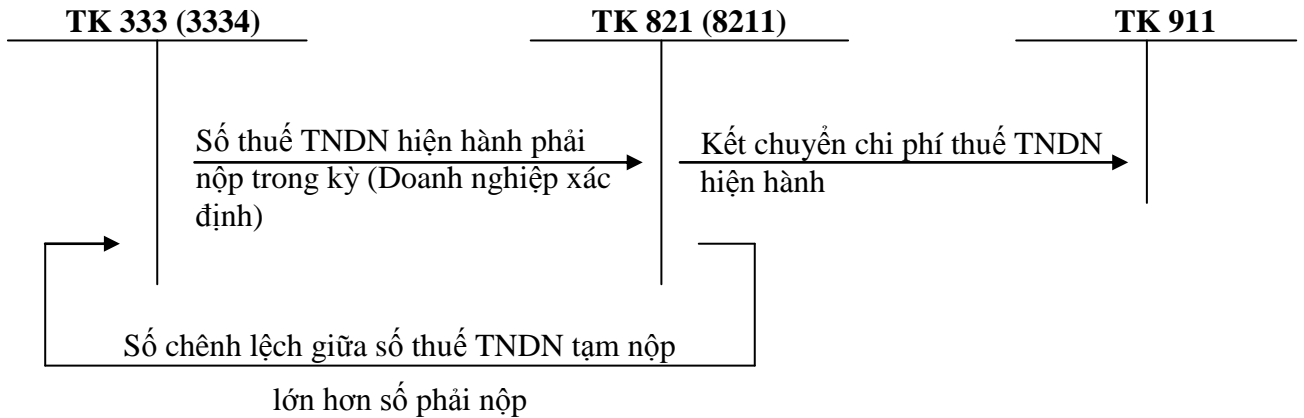 TK 333 (3334)
TK 821 (8211)
TK 911
Số thuế TNDN hiện hành phải
nộp trong kỳ (Doanh nghiệp xác
định)
Kết chuyển chi phí thuế TNDN
hiện hành
Số chênh lệch giữa số thuế TNDN tạm nộp
lớn hơn số phải nộp